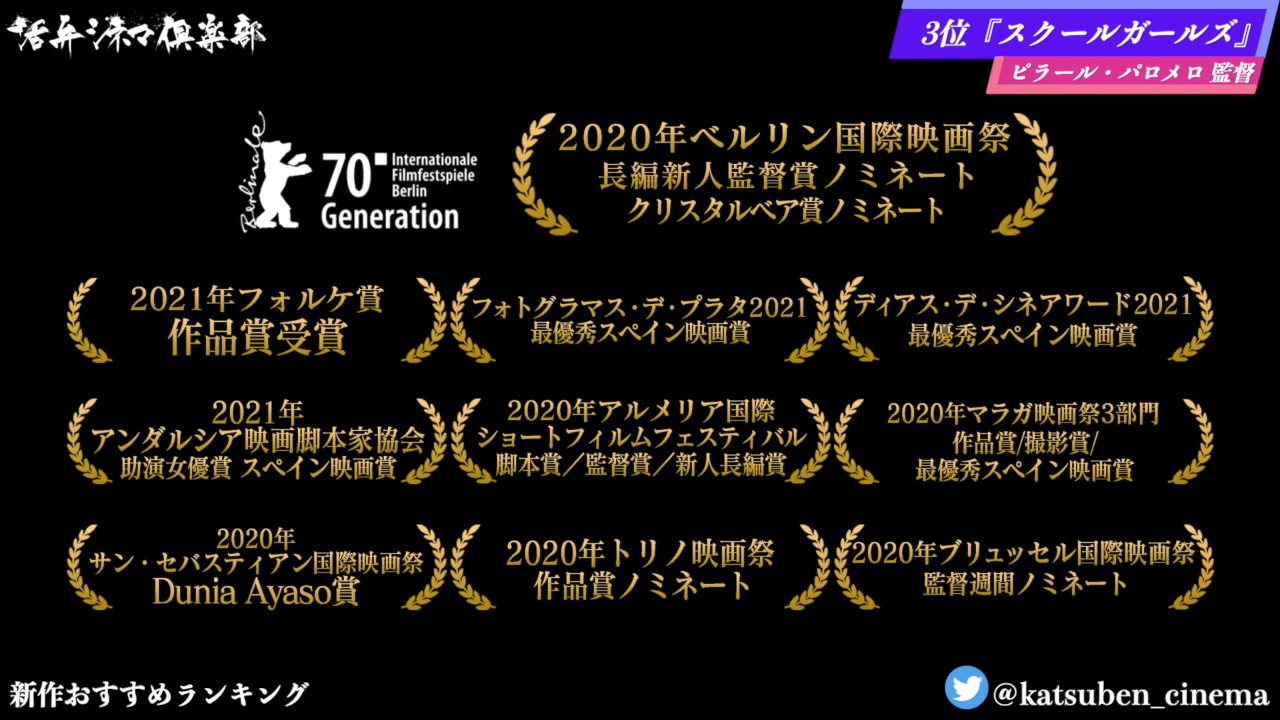 活弁シネマ倶楽部
3位『スクールガールズ』
ピラール・パロメロ 監督
Berlinale
70
Internationale
Filmfestspiele
Berlin
Generation
2020年ベルリン国際映画祭
長編新人監督賞ノミネート
クリスタルベア賞ノミネート
2021年フォルケ賞
作品賞受賞
フォトグラマス・デ・プラタ2021
最優秀スペイン映画賞
ディアス・デ・シネアワード2021
最優秀スペイン映画賞
2021年
アンダルシア映画脚本家協会
助演女優賞 スペイン映画賞
2020年アルメリア国際
ショートフィルムフェスティバル
脚本賞／監督賞／新人長編賞
2020年マラガ映画祭3部門
作品賞/撮影賞/
最優秀スペイン映画賞
2020年
サン・セバスティアン国際映画祭
Dunia Ayaso賞
2020年トリノ映画祭
作品賞ノミネート
2020年ブリュッセル国際映画祭
監督週間ノミネート
新作おすすめランキング
@katsuben_cinema